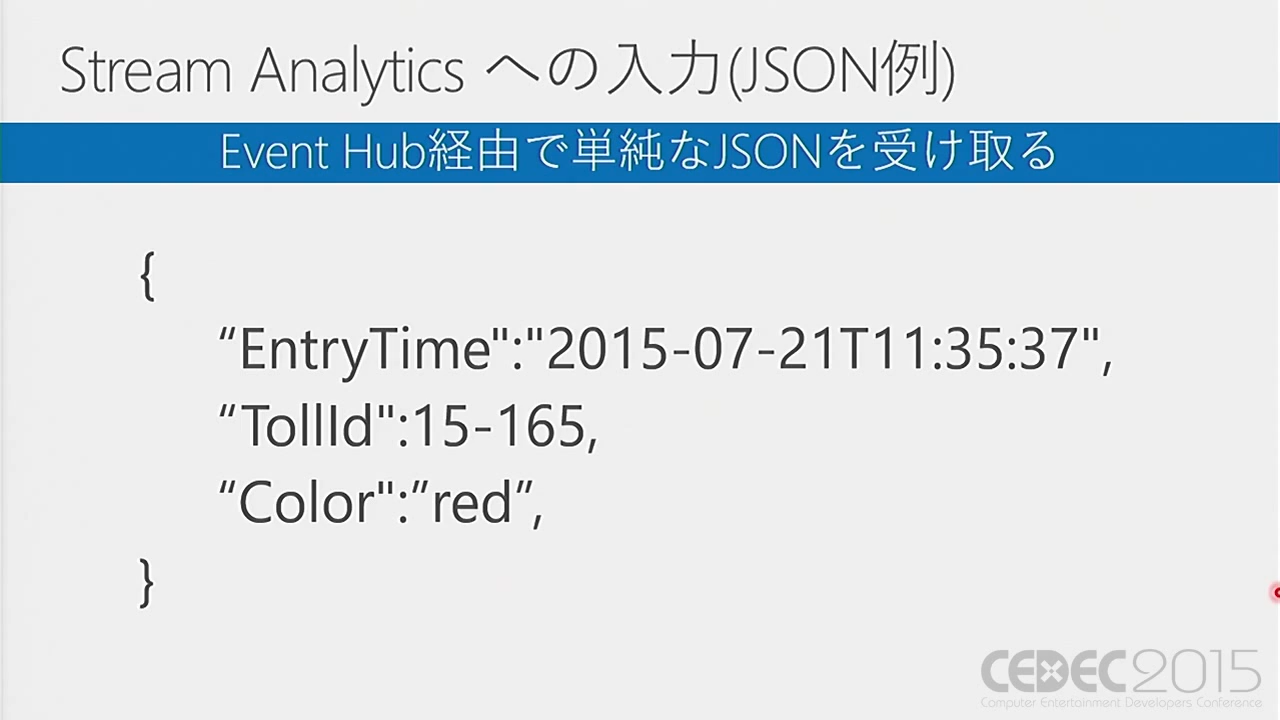 Stream Analytics への入力(JSON例)
Event Hub経由で単純なJSONを受け取る
{
“EntryTime":"2015-07-21T11:35:37",
“TollId":15-165,
“Color":”red”,
}
CEDEC2015
Computer Entertainment Developers Conference